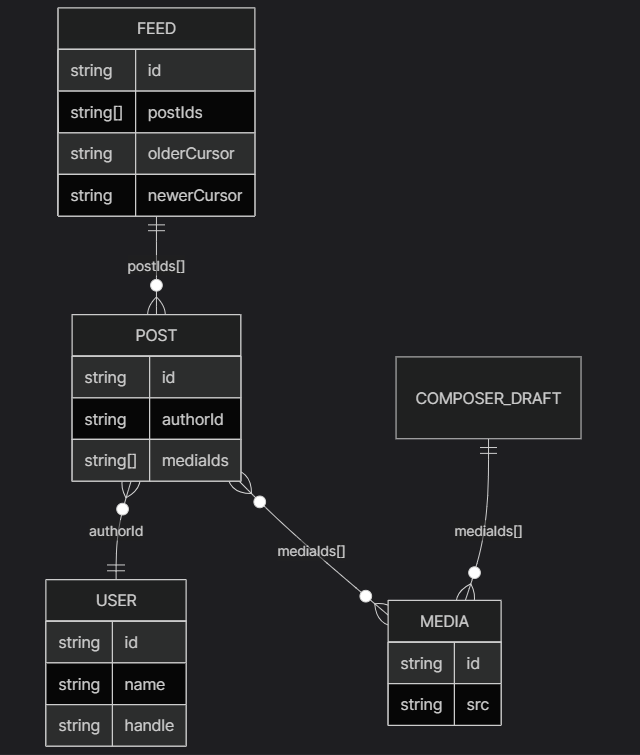 FEED
string id
string[] postIds
string olderCursor
string newerCursor
postIds[]
POST
string id
string authorId
string[] mediaIds
COMPOSER_DRAFT
authorId
mediaIds[]
mediaIds[]
USER
string id
string name
string handle
MEDIA
string id
string src